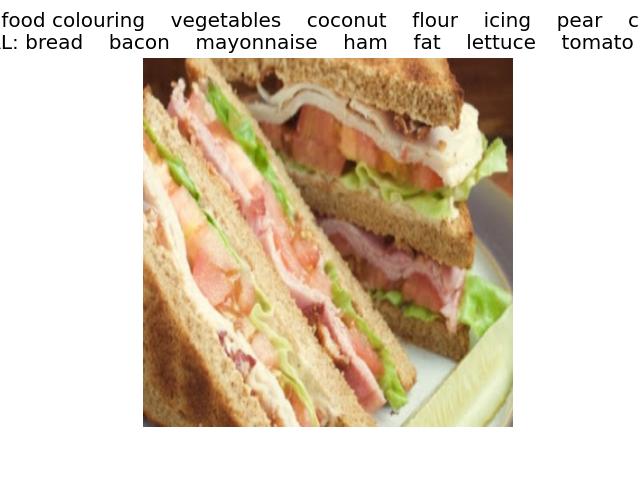 food colouring vegetables coconut flour icing pear
bread bacon mayonnaise ham fat lettuce tomato